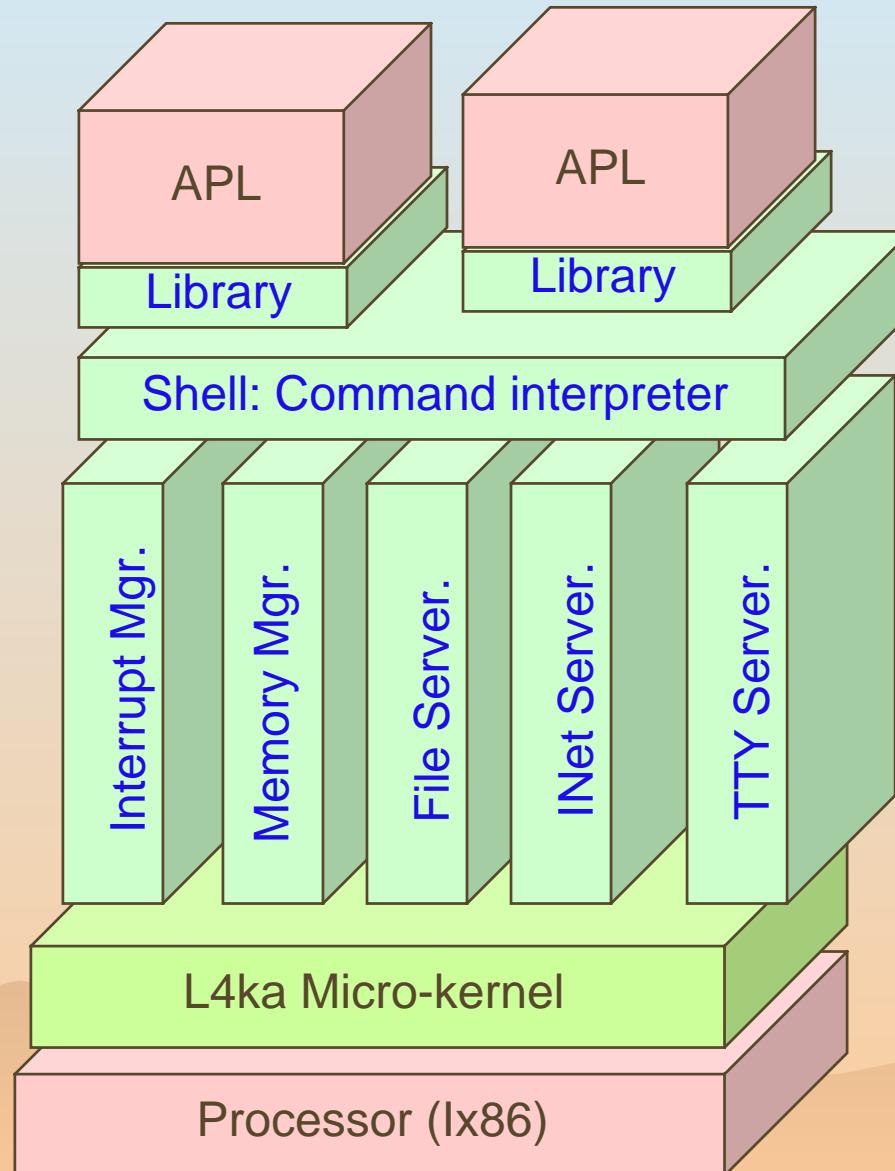 APL
APL
Library
Library
Shell: Command interpreter
Interrupt Mgr.
Memory Mgr.
File Server.
INet Server.
TTY Server.
L4ka Micro-kernel
Processor (Ix86)